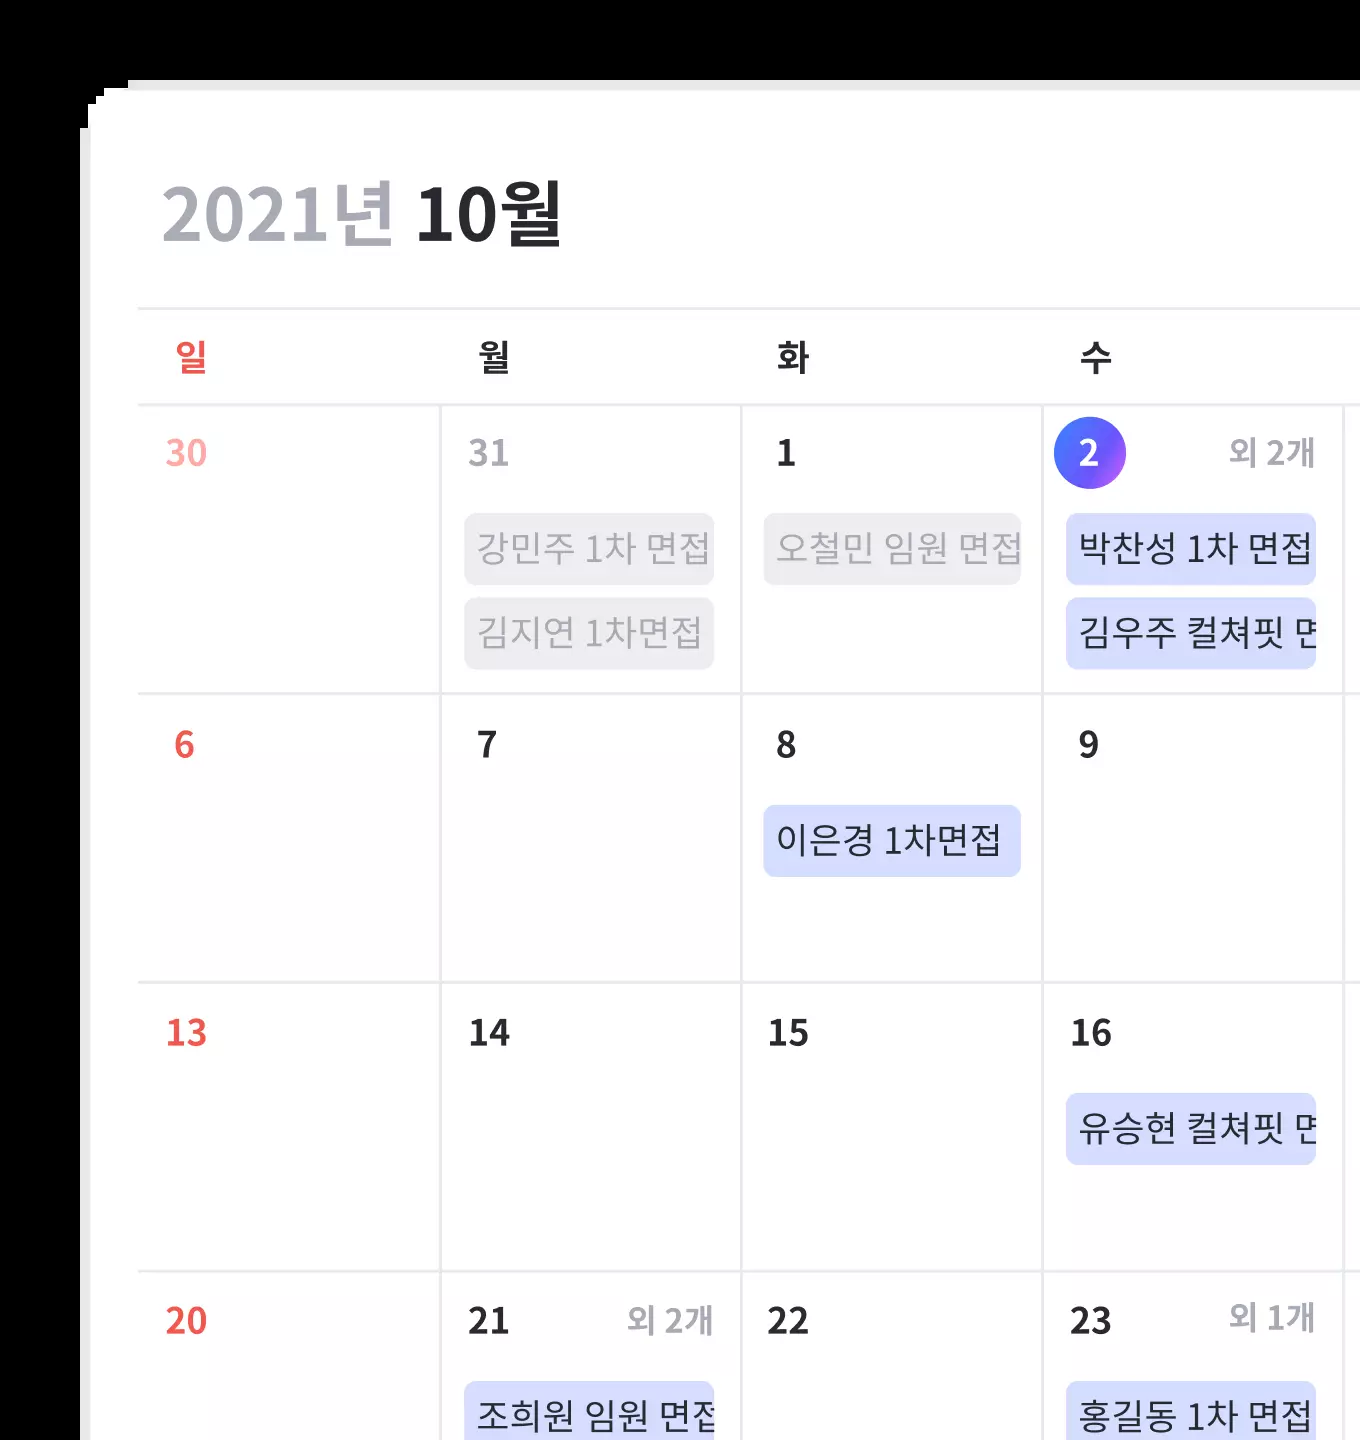 2021년 10월
일 월 화 수
30 31 1 2 외 2개
강민주 1차 면접 오철민 임원 면접 박찬성 1차 면접
김지연 1차면접 김우주 컬쳐핏 면
6 7 8 9
이은경 1차면접
13 14 15 16
유승현 컬쳐핏 면
20 21 외 2개 22 23 외 1개
조희원 임원 면접 홍길동 1차 면접